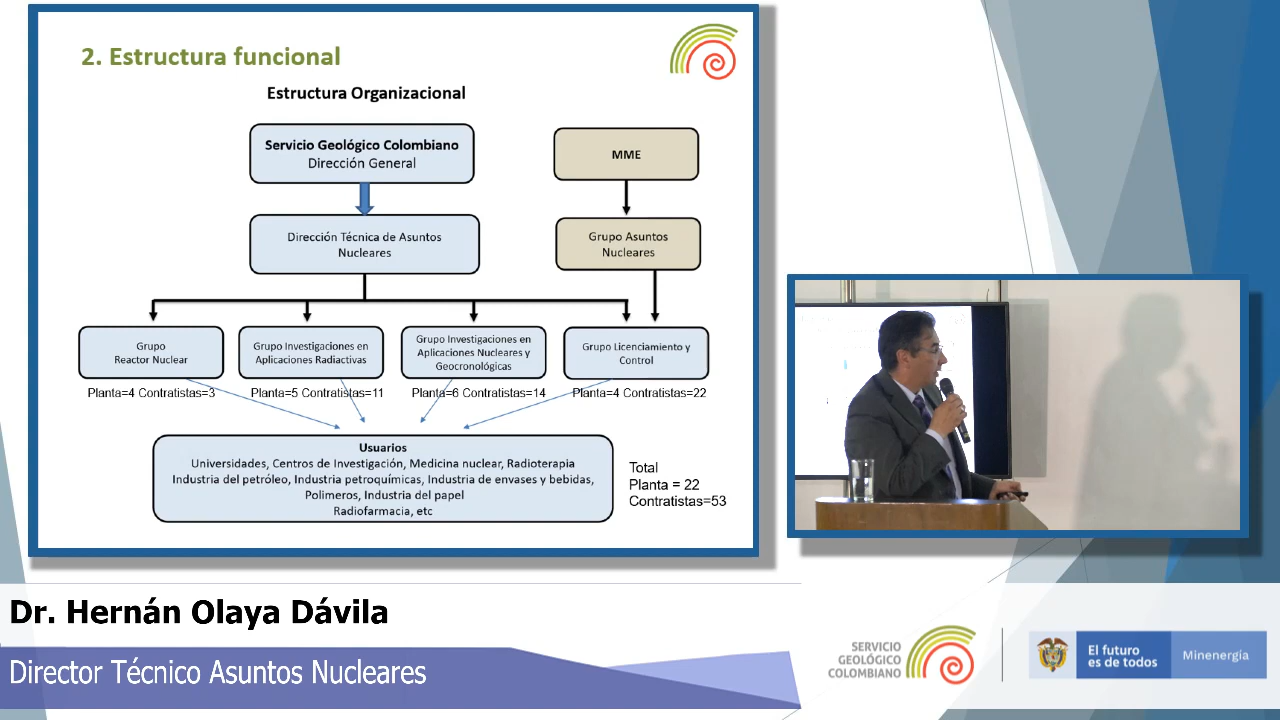 2. Estructura funcional
Estructura Organizacional
Servicio Geológico Colombiano
Dirección General
MME
Dirección Técnica de Asuntos
Nucleares
Grupo Asuntos
Nucleares
Grupo
Reactor Nuclear
Grupo Investigaciones en
Aplicaciones Radiactivas
Grupo Investigaciones en
Aplicaciones Nucleares y
Geocronológicas
Grupo Licenciamiento y
Control
Planta=4 Contratistas=3
Planta=5 Contratistas=11
Planta=6 Contratistas=14
Planta=4 Contratistas=22
Usuarios
Universidades, Centros de Investigación, Medicina nuclear, Radioterapia
Industria del petróleo, Industria petroquímicas, Industria de envases y bebidas,
Polimeros, Industria del papel
Radiofarmacia, etc
Total
Planta = 22
Contratistas=53
Dr. Hernán Olaya Dávila
Director Técnico Asuntos Nucleares
SERVICIO
GEOLÓGICO
COLOMBIANO
El futuro
es de todos
Minenergía